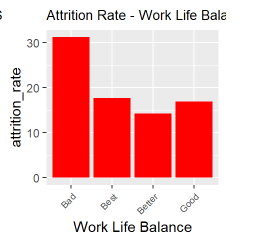 Attrition Rate - Work Life Bala
30
20
10
0
attrition_rate
Bad
Best
Better
Good
Work Life Balance